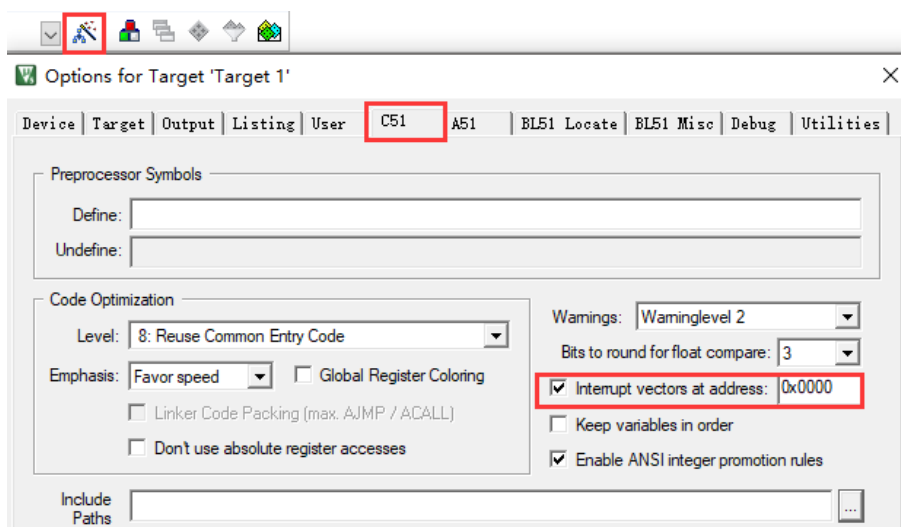 Options for Target 'Target 1'
Device Target Output Listing User C51 A51 BL51 Locate BL51 Misc Debug Utilities
Preprocessor Symbols
Define:
Undefine:
Code Optimization
Level: 8: Reuse Common Entry Code
Emphasis: Favor speed Global Register Coloring
Linker Code Packing (max. AJMP / ACALL)
Don't use absolute register accesses
Warnings: Warninglevel 2
Bits to round for float compare: 3
Interrupt vectors at address: 0x0000
Keep variables in order
Enable ANSI integer promotion rules
Include
Paths
...